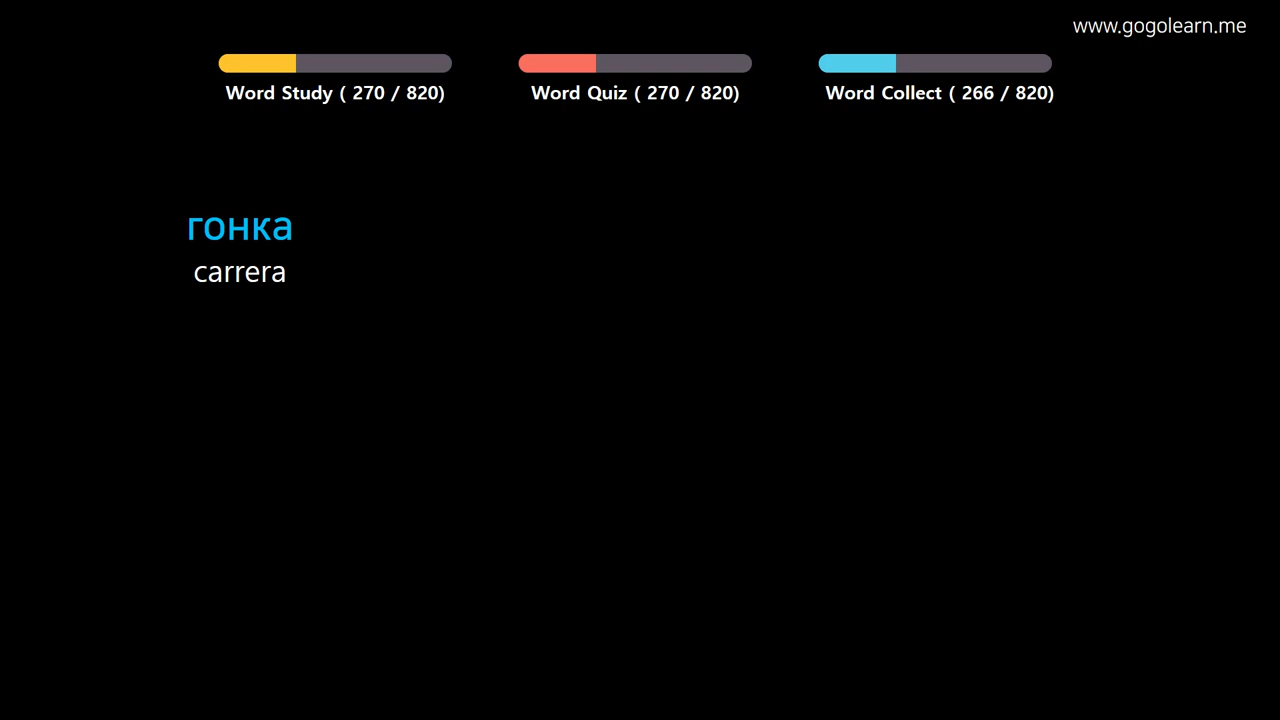 www.gogolearn.me
Word Study ( 270 / 820)
Word Quiz ( 270 / 820)
Word Collect ( 266 / 820)
гонка
carrera